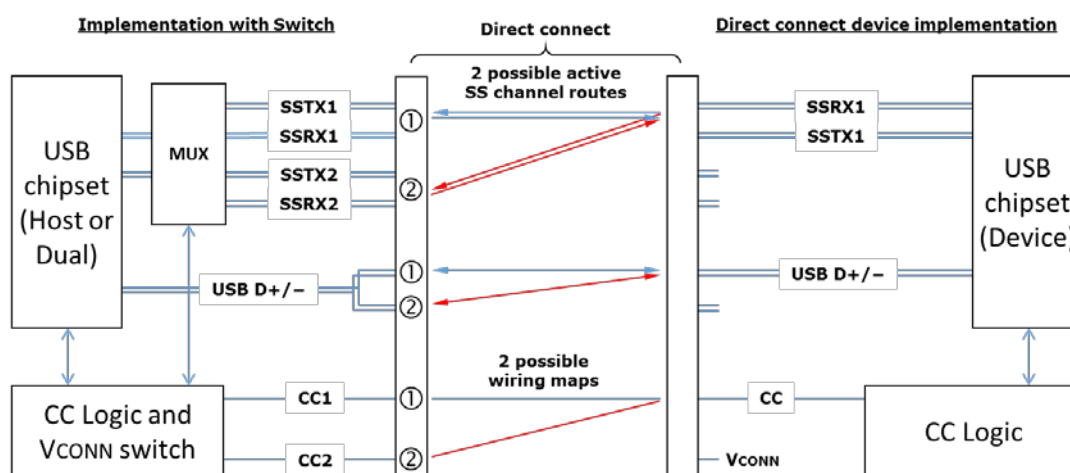 Implementation with Switch
Direct connect
Direct connect device implementation
2 possible active
SS channel routes
USB
chipset
(Host or
Dual)
MUX
SSTX1
SSRX1
SSTX2
SSRX2
USB D+/−
①
②
①
②
SSRX1
SSTX1
USB D+/−
USB
chipset
(Device)
2 possible
wiring maps
CC Logic and
VCONN switch
CC1
CC2
①
②
CC
VCONN
CC Logic